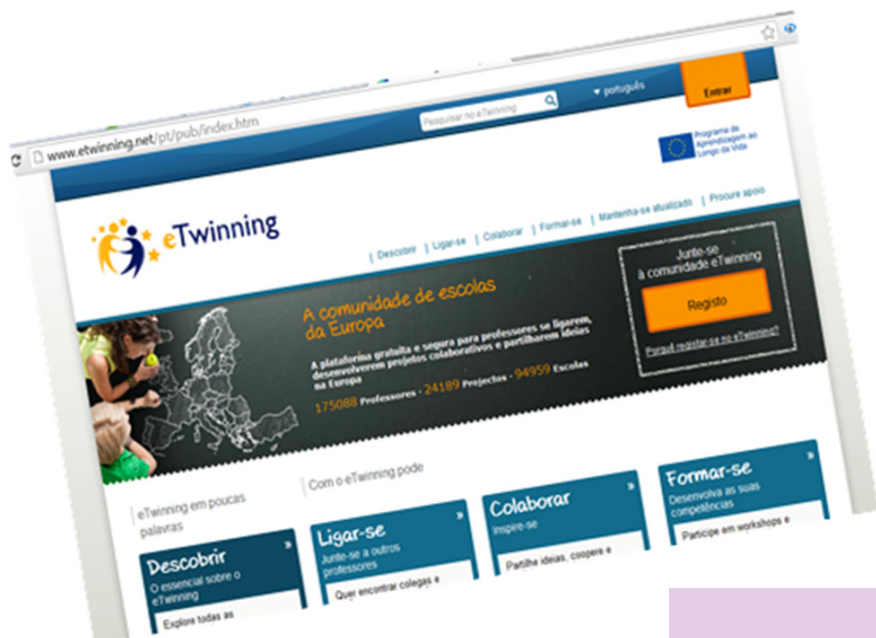 www.etwinning.net/pt/pub/index.htm
Pesquisar no eTwinning
português
Entrar
Programa de
Aprendizagem ao
Longo da Vida
eTwinning
| Descobrir | Ligar-se | Colaborar | Formar-se | Mantenha-se atualizado | Procure apoio
A comunidade de escolas
da Europa
A plataforma gratuita e segura para professores se ligarem,
desenvolverem projetos colaborativos e partilharem ideias
na Europa
175088 Professores - 24189 Projectos - 94959 Escolas
Junte-se
à comunidade eTwinning
Registo
Porquê registar-se no eTwinning?
eTwinning em poucas
palavras
Com o eTwinning pode
Descobrir »
O essencial sobre o
eTwinning
Explore todas as
Ligar-se »
Junte-se a outros
professores
Quer encontrar colegas e
Colaborar »
Inspire-se
Partilhe ideias, coopere e
Formar-se »
Desenvolva as suas
competências
Participe em workshops e